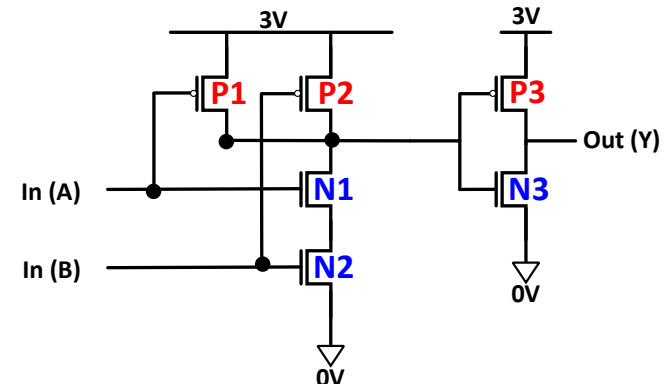 3V 3V
P1 P2 P3
Out (Y)
In (A) N1 N3
In (B) N2
0V
0V